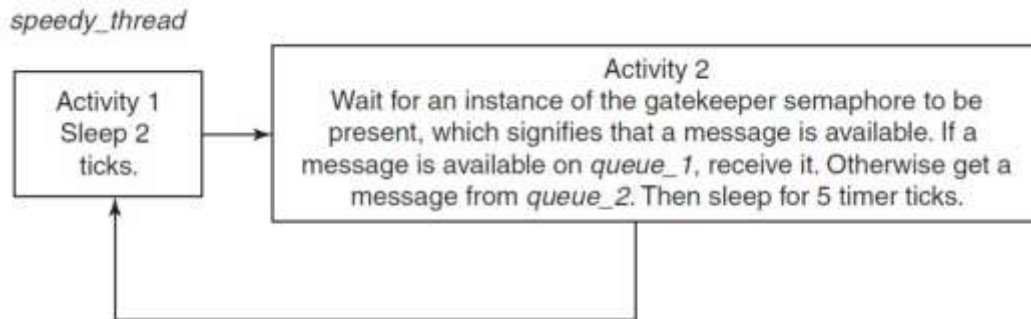 speedy_thread
Activity 1
Sleep 2
ticks.
Activity 2
Wait for an instance of the gatekeeper semaphore to be
present, which signifies that a message is available. If a
message is available on queue_1, receive it. Otherwise get a
message from queue_2. Then sleep for 5 timer ticks.